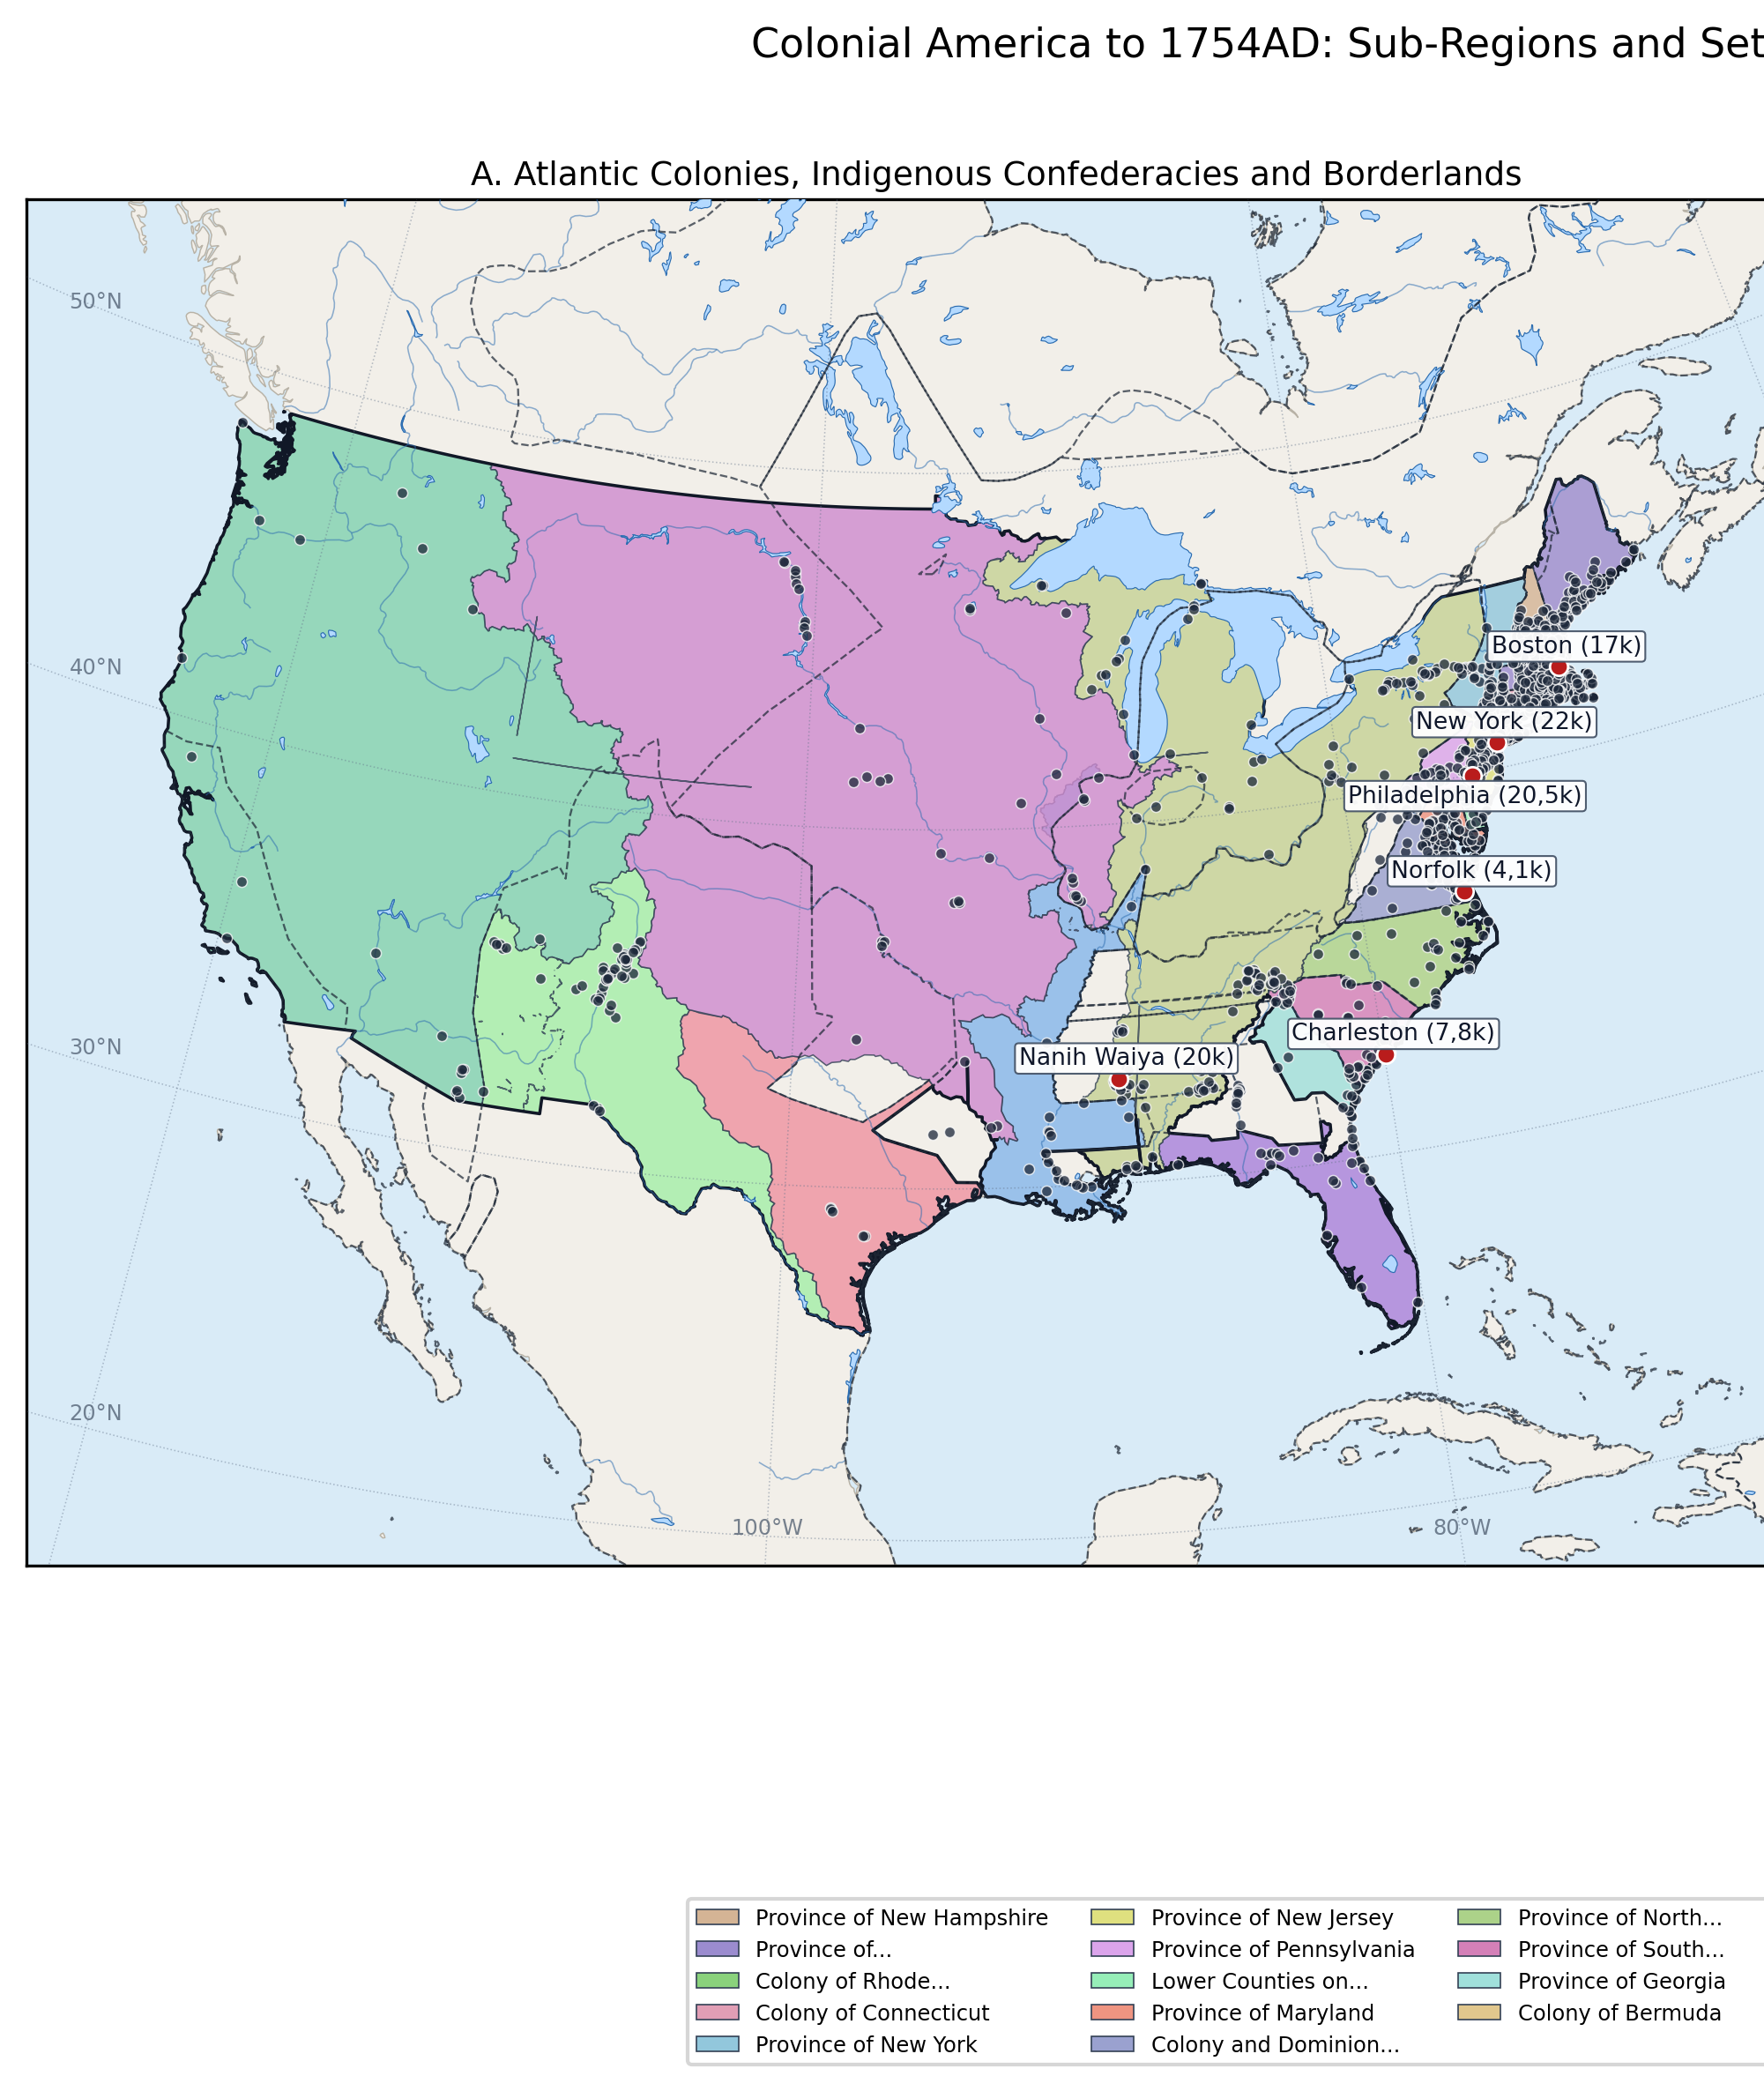 Colonial America to 1754AD: Sub-Regions and Set
A. Atlantic Colonies, Indigenous Confederacies and Borderlands
50°N
40°N
30°N
20°N
100°W
80°W
Boston (17k)
New York (22k)
Philadelphia (20,5k)
Norfolk (4,1k)
Charleston (7,8k)
Nanih Waiya (20k)
Province of New Hampshire
Province of...
Colony of Rhode...
Colony of Connecticut
Province of New York
Province of New Jersey
Province of Pennsylvania
Lower Counties on...
Province of Maryland
Colony and Dominion...
Province of North...
Province of South...
Province of Georgia
Colony of Bermuda